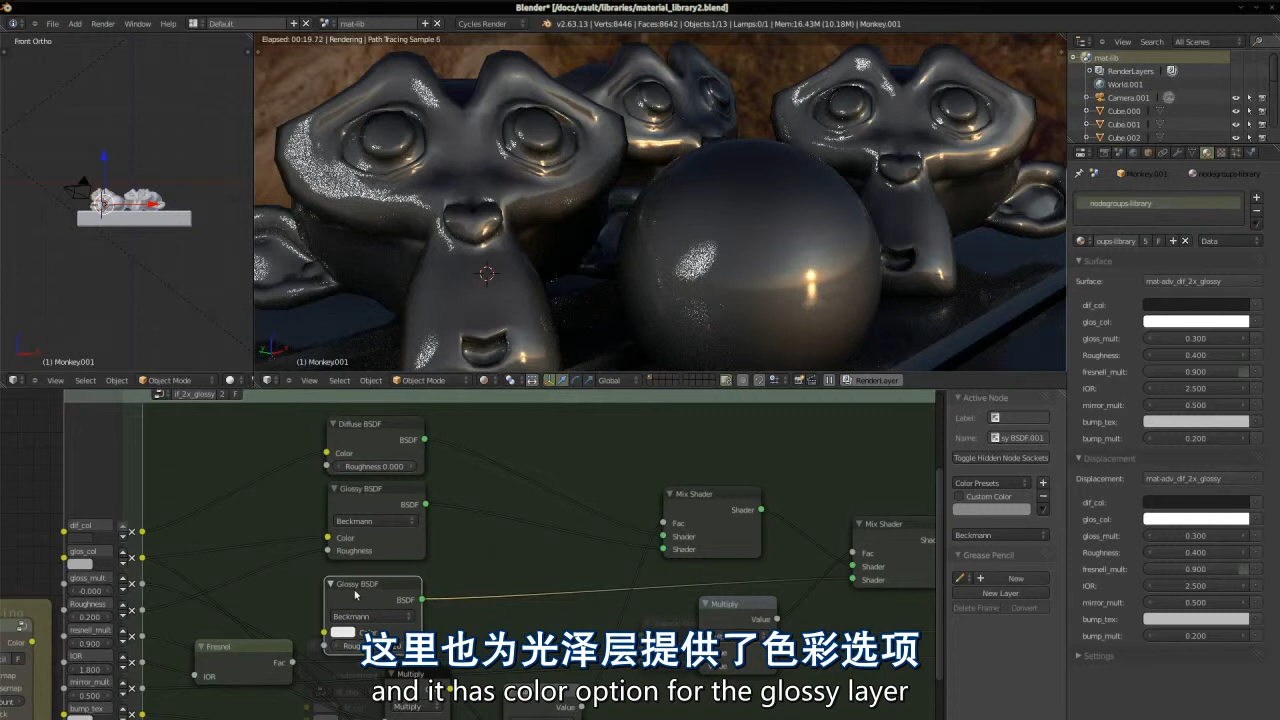 Blender* [/docs/vault/libraries/material_library2.blend]
File Add Render Window Help
Default
mat-lib
Cycles Render
v2.63.13 | Verts:8446 | Faces:8642 | Objects:1/13 | Lamps:0/1 | Mem:16.43M (10.18M) | Monkey.001
Front Ortho
Elapsed: 00:19.72 | Rendering | Path Tracing Sample 6
View Search All Scenes
mat-lib
RenderLayers
World.001
Camera.001
Cube.000
Cube.001
Cube.002
Monkey.001
nodegroups-library
nodegroups-library
oups-library 5 F Data
Surface
Surface: mat-adv_dif_2x_glossy
dif_col:
glos_col:
gloss_mult: 0.300
Roughness: 0.400
fresnell_mult: 0.900
IOR: 2.500
mirror_mult: 0.500
bump_tex:
bump_mult: 0.200
Displacement
Displacement: mat-adv_dif_2x_glossy
dif_col:
glos_col:
gloss_mult: 0.300
Roughness: 0.400
fresnell_mult: 0.900
IOR: 2.500
mirror_mult: 0.500
bump_tex:
bump_mult: 0.200
Settings
(1) Monkey.001
(1) Monkey.001
View Select Object Object Mode
View Select Object Object Mode Global RenderLayer
if_2x_glossy 2 F
Diffuse BSDF
BSDF
Color
Roughness 0.000
Glossy BSDF
BSDF
Beckmann
Color
Roughness
Glossy BSDF
BSDF
Beckmann
Mix Shader
Shader
Fac
Shader
Shader
Mix Shader
Fac
Shader
Shader
Multiply
Value
dif_col
glos_col
gloss_mult
-0.000
Roughness
0.200
resnell_mult
0.900
IOR
1.800
mirror_mult
0.500
bump_tex
Fresnel
Fac
IOR
Color
Multiply
Multiply
Value
Active Node
Label:
Name: sy BSDF.001
Toggle Hidden Node Sockets
Color Presets
Custom Color
Beckmann
Grease Pencil
New
New Layer
Delete Frame Convert
这里也为光泽层提供了色彩选项
and it has color option for the glossy layer